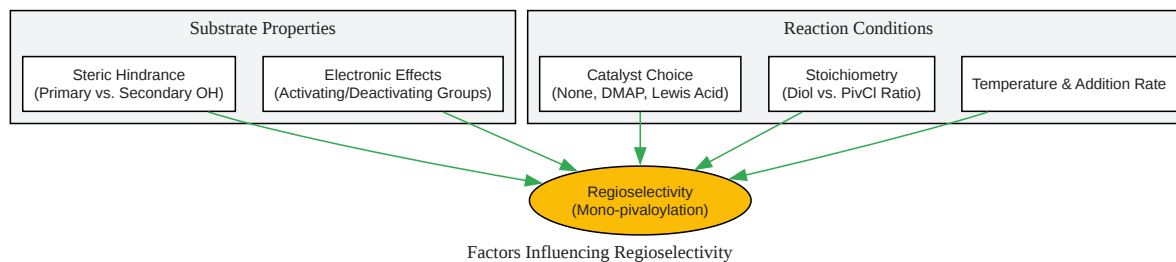 Substrate Properties
Reaction Conditions
Steric Hindrance
(Primary vs. Secondary OH)
Electronic Effects
(Activating/Deactivating Groups)
Catalyst Choice
(None, DMAP, Lewis Acid)
Stoichiometry
(Diol vs. PivCl Ratio)
Temperature & Addition Rate
Regioselectivity
(Mono-pivaloylation)
Factors Influencing Regioselectivity